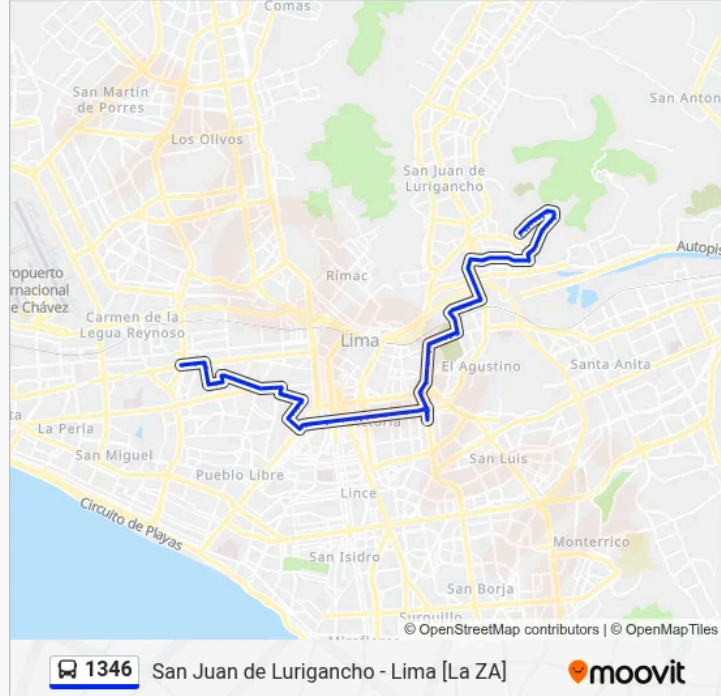 Comas
San Martín
de Porres
San Anton
Los Olivos
San Juan de
Lurigancho
Autopis
Rímac
ropuerto
rnacional
e Chávez
Carmen de la
Legua Reynoso
Lima
El Agustino
Santa Anita
ta
La Perla
San Miguel
San Luis
Pueblo Libre
Lince
Circuito de Playas
Monterrico
San Isidro
San Borja
Surquillo
© OpenStreetMap contributors | © OpenMapTiles
Miraflores
1346 San Juan de Lurigancho - Lima [La ZA] moovit